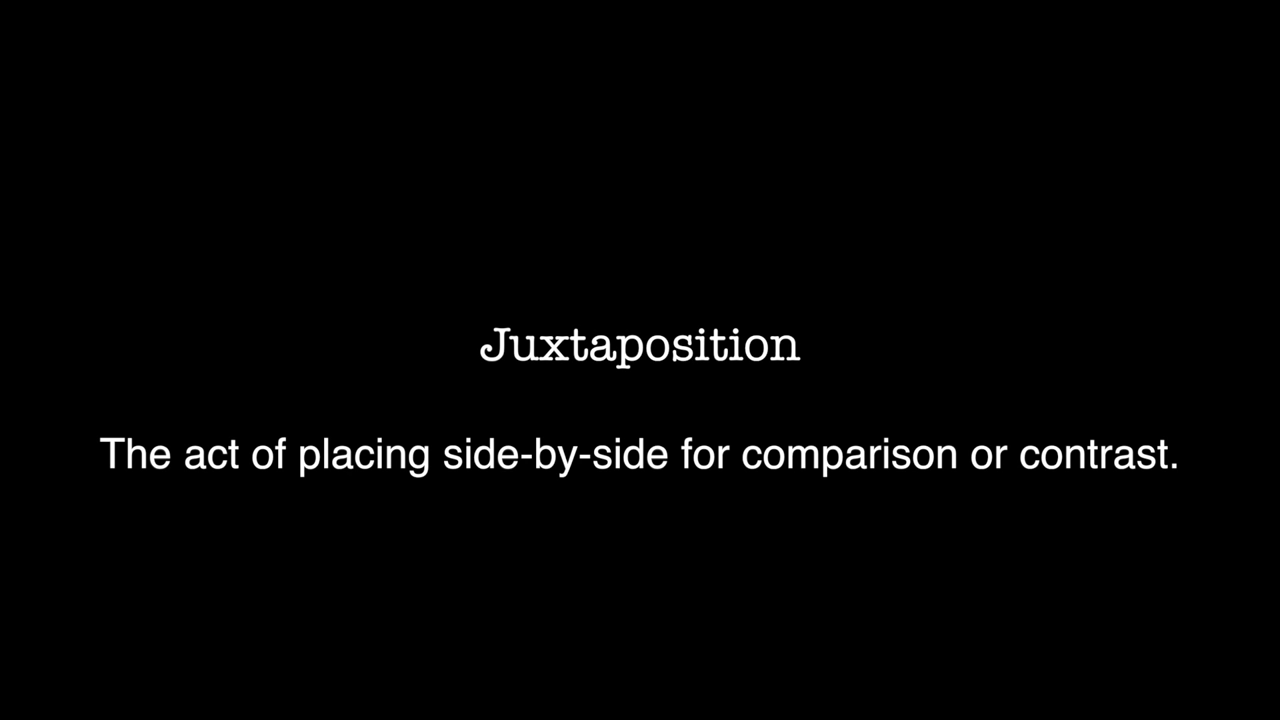 Juxtaposition
The act of placing side-by-side for comparison or contrast.